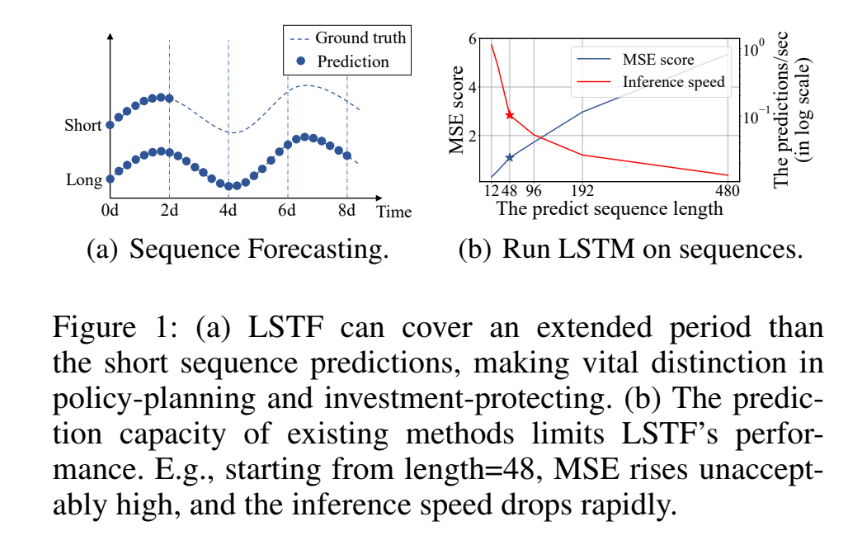 Ground truth
Prediction
Short
Long
0d 2d 4d 6d 8d Time
6
4
2
MSE score
MSE score
Inference speed
10^0
10^-1
The predictions/sec
(in log scale)
12 48 96 192 480
The predict sequence length
(a) Sequence Forecasting.
(b) Run LSTM on sequences.
Figure 1: (a) LSTF can cover an extended period than
the short sequence predictions, making vital distinction in
policy-planning and investment-protecting. (b) The predic-
tion capacity of existing methods limits LSTF's perfor-
mance. E.g., starting from length=48, MSE rises unaccept-
ably high, and the inference speed drops rapidly.